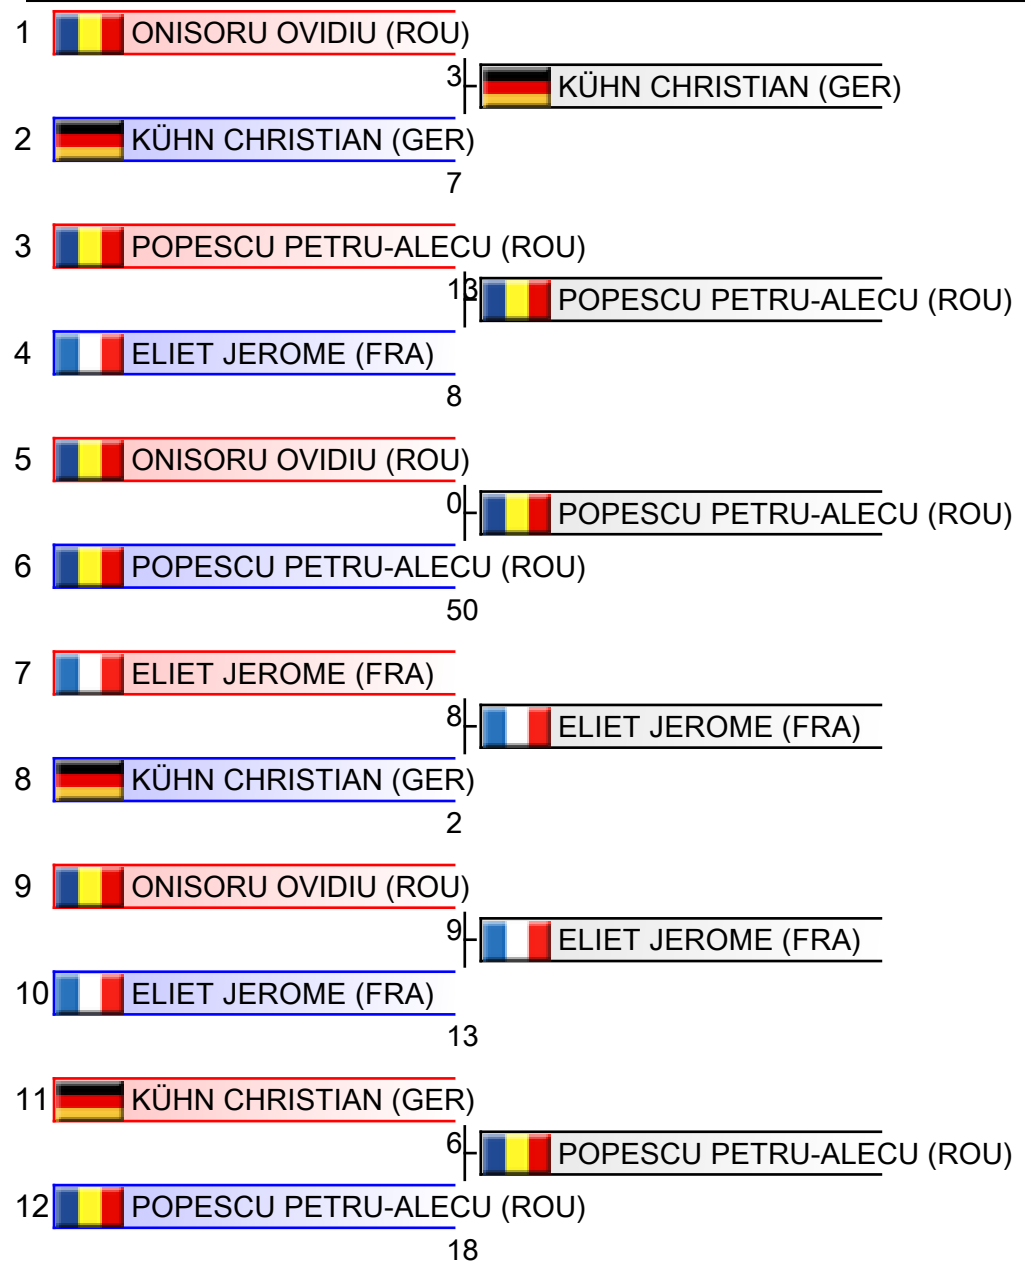 1 ONISORU OVIDIU (ROU)
3 KÜHN CHRISTIAN (GER)
2 KÜHN CHRISTIAN (GER)
7
3 POPESCU PETRU-ALECU (ROU)
13 POPESCU PETRU-ALECU (ROU)
4 ELIET JEROME (FRA)
8
5 ONISORU OVIDIU (ROU)
0 POPESCU PETRU-ALECU (ROU)
6 POPESCU PETRU-ALECU (ROU)
50
7 ELIET JEROME (FRA)
8 ELIET JEROME (FRA)
8 KÜHN CHRISTIAN (GER)
2
9 ONISORU OVIDIU (ROU)
9 ELIET JEROME (FRA)
10 ELIET JEROME (FRA)
13
11 KÜHN CHRISTIAN (GER)
6 POPESCU PETRU-ALECU (ROU)
12 POPESCU PETRU-ALECU (ROU)
18